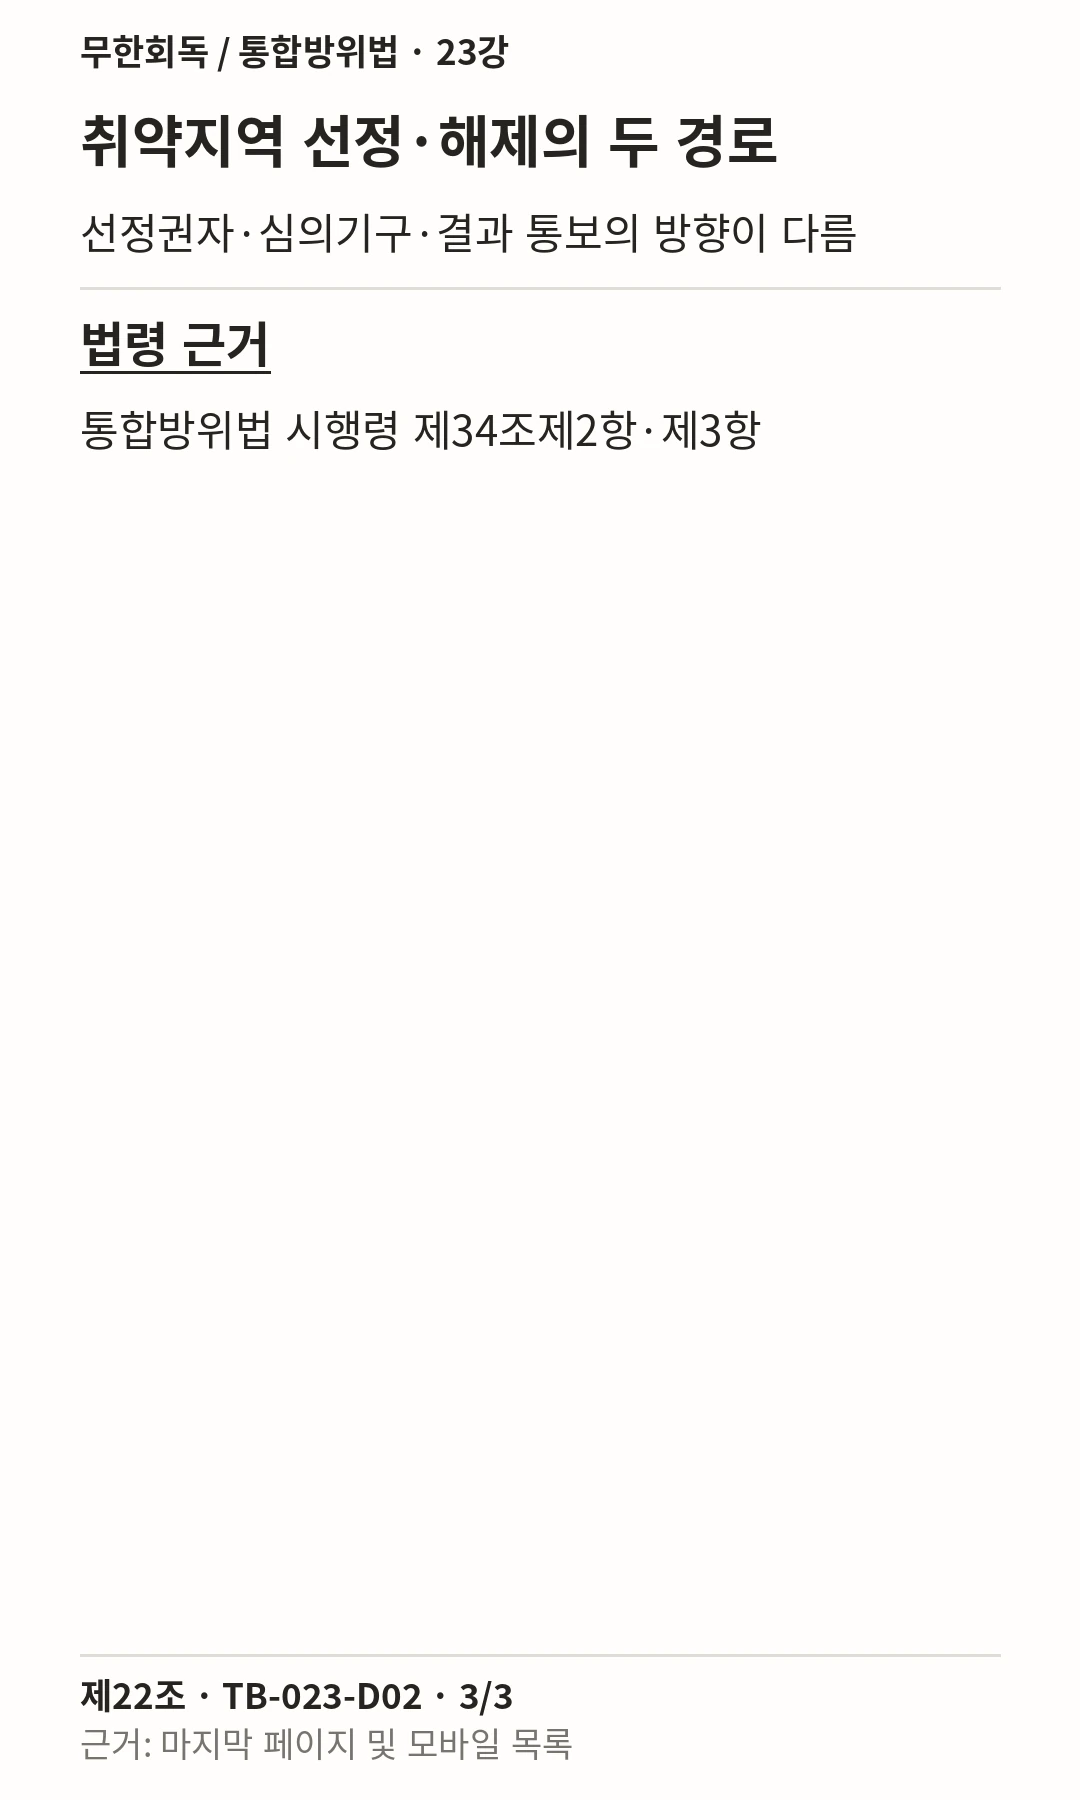 무한회독 / 통합방위법 · 23강
취약지역 선정·해제의 두 경로
선정권자·심의기구·결과 통보의 방향이 다름
법령 근거
통합방위법 시행령 제34조제2항·제3항
제22조 · TB-023-D02 · 3/3
근거: 마지막 페이지 및 모바일 목록